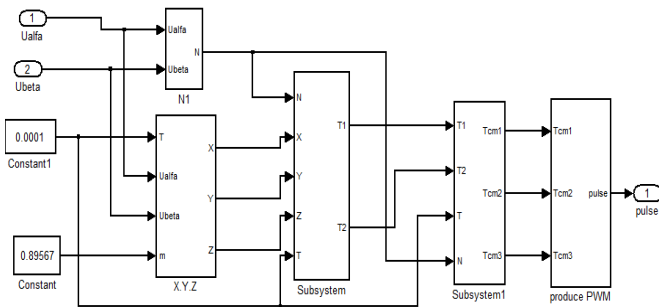 1
Ualfa
2
Ubeta
Ualfa
Ubeta
N
N1
0.0001
Constant1
0.89567
Constant
T
Ualfa
Ubeta
m
X
Y
Z
X.Y.Z
N
X
Y
Z
T
T1
T2
Subsystem
T1
T2
T
N
Tcm1
Tcm2
Tcm3
Subsystem1
Tcm1
Tcm2
Tcm3
pulse
produce PWM
1
pulse